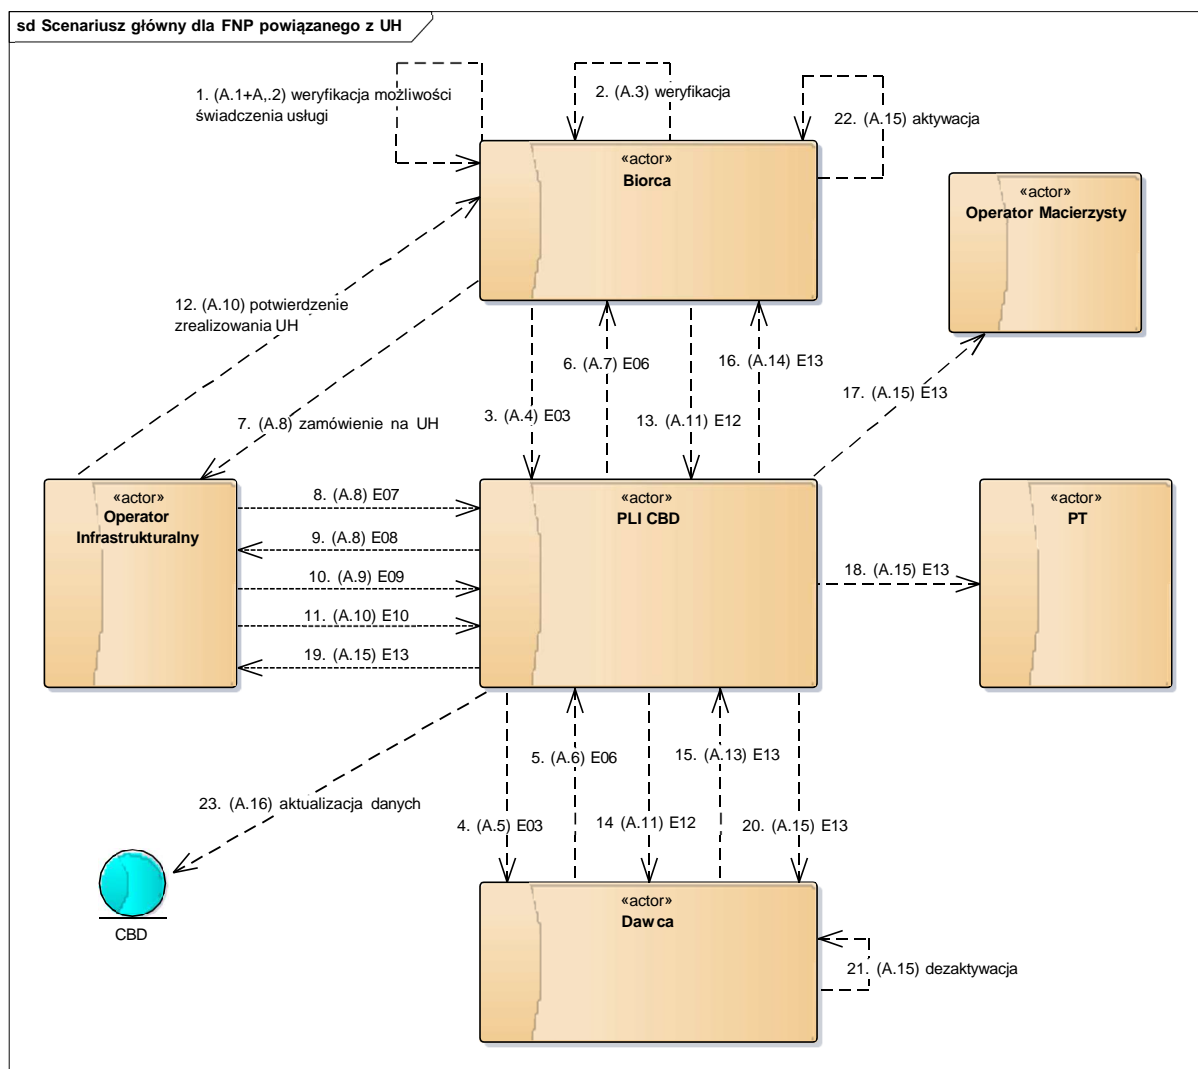 sd Scenariusz główny dla FNP powiązanego z UH
1. (A.1+A,.2) weryfikacja możliwości
świadczenia usługi
2. (A.3) weryfikacja
22. (A.15) aktywacja
«actor»
Biorca
«actor»
Operator Macierzysty
12. (A.10) potwierdzenie
zrealizowania UH
6. (A.7) E06
16. (A.14) E13
17. (A.15) E13
7. (A.8) zamówienie na UH
3. (A.4) E03
13. (A.11) E12
«actor»
Operator
Infrastrukturalny
8. (A.8) E07
9. (A.8) E08
10. (A.9) E09
11. (A.10) E10
19. (A.15) E13
«actor»
PLI CBD
«actor»
PT
18. (A.15) E13
5. (A.6) E06
15. (A.13) E13
23. (A.16) aktualizacja danych
4. (A.5) E03
14 (A.11) E12
20. (A.15) E13
CBD
«actor»
Dawca
21. (A.15) dezaktywacja